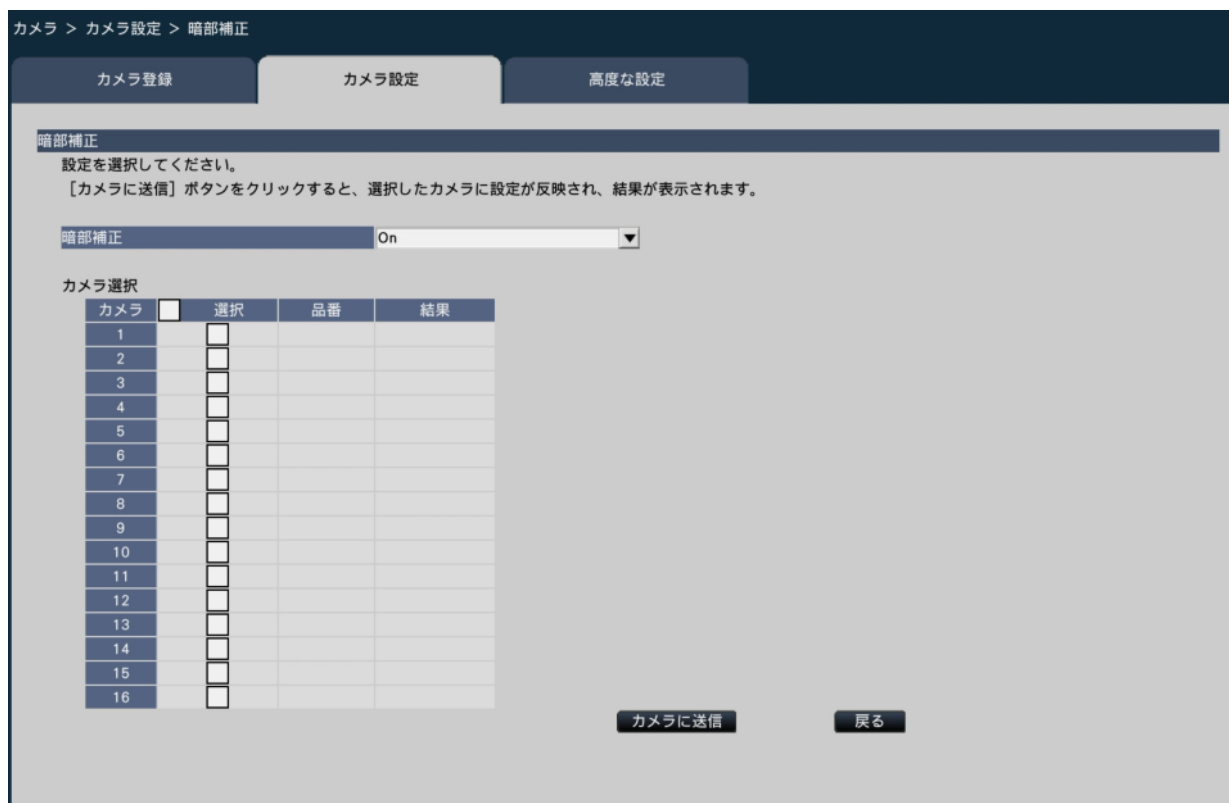 カメラ > カメラ設定 > 暗部補正
カメラ登録 カメラ設定 高度な設定
暗部補正
設定を選択してください。
［カメラに送信］ボタンをクリックすると、選択したカメラに設定が反映され、結果が表示されます。
暗部補正 On
カメラ選択
カメラ 選択 品番 結果
1
2
3
4
5
6
7
8
9
10
11
12
13
14
15
16
カメラに送信 戻る